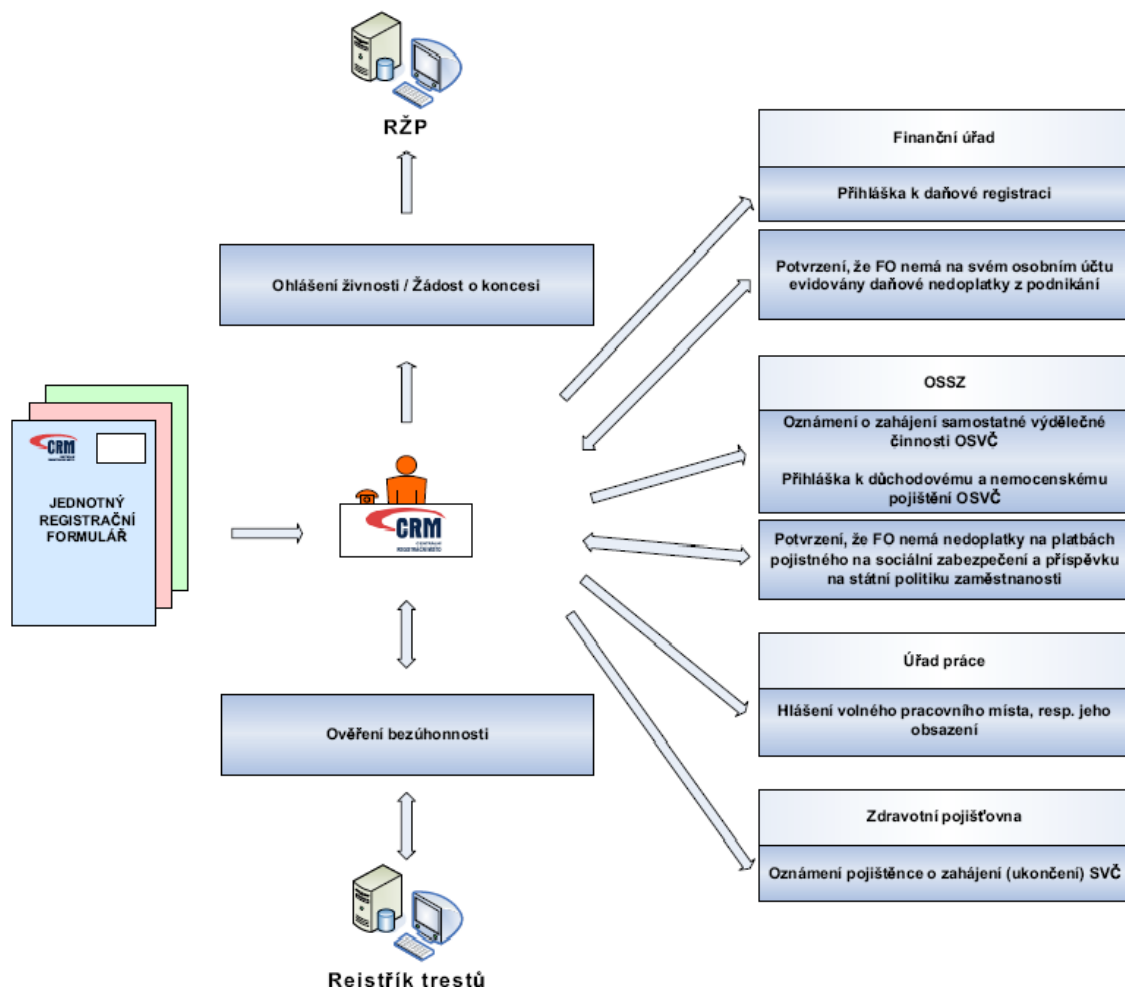 RŽP
Ohlášení živnosti / Žádost o koncesi
CRM
JEDNOTNÝ
REGISTRAČNÍ
FORMULÁŘ
CRM
CENTRÁLNÍ
REGISTRAČNÍ MÍSTO
Ověření bezúhonnosti
Rejstřík trestů
Finanční úřad
Přihláška k daňové registraci
Potvrzení, že FO nemá na svém osobním účtu
evidovány daňové nedoplatky z podnikání
OSSZ
Oznámení o zahájení samostatné výdělečné
činnosti OSVČ
Přihláška k důchodovému a nemocenskému
pojištění OSVČ
Potvrzení, že FO nemá nedoplatky na platbách
pojistného na sociální zabezpečení a příspěvku
na státní politiku zaměstnanosti
Úřad práce
Hlášení volného pracovního místa, resp. jeho
obsazení
Zdravotní pojišťovna
Oznámení pojištěnce o zahájení (ukončení) SVČ